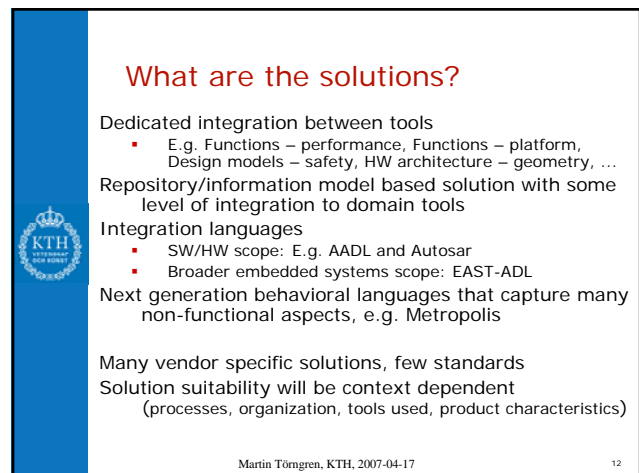 What are the solutions?
Dedicated integration between tools
▪ E.g. Functions – performance, Functions – platform,
Design models – safety, HW architecture – geometry, ...
Repository/information model based solution with some
level of integration to domain tools
Integration languages
▪ SW/HW scope: E.g. AADL and Autosar
▪ Broader embedded systems scope: EAST-ADL
Next generation behavioral languages that capture many
non-functional aspects, e.g. Metropolis
Many vendor specific solutions, few standards
Solution suitability will be context dependent
(processes, organization, tools used, product characteristics)
KTH
VETENSKAP
OCH KONST
Martin Törngren, KTH, 2007-04-17
12